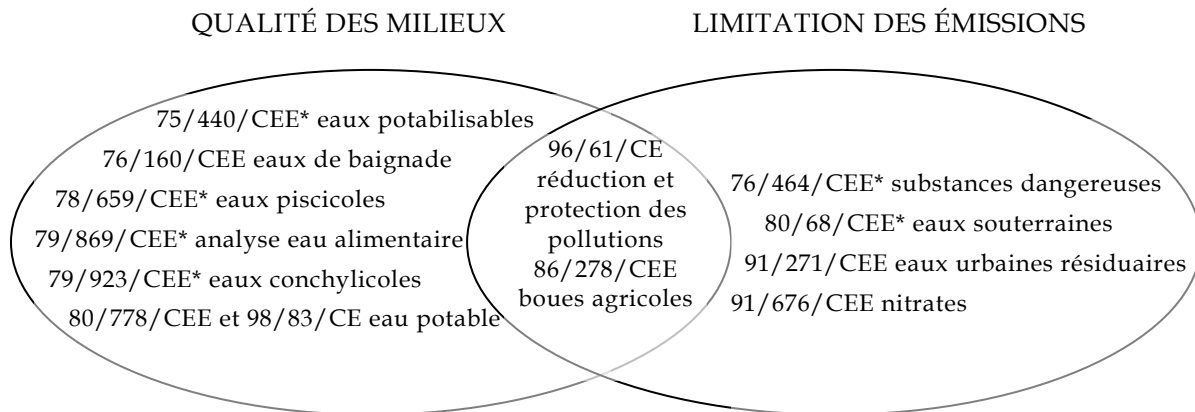 QUALITÉ DES MILIEUX
LIMITATION DES ÉMISSIONS
75/440/CEE* eaux potabilisables
76/160/CEE eaux de baignade
78/659/CEE* eaux piscicoles
79/869/CEE* analyse eau alimentaire
79/923/CEE* eaux conchylicoles
80/778/CEE et 98/83/CE eau potable
96/61/CE
réduction et
protection des
pollutions
86/278/CEE
boues agricoles
76/464/CEE* substances dangereuses
80/68/CEE* eaux souterraines
91/271/CEE eaux urbaines résiduaires
91/676/CEE nitrates